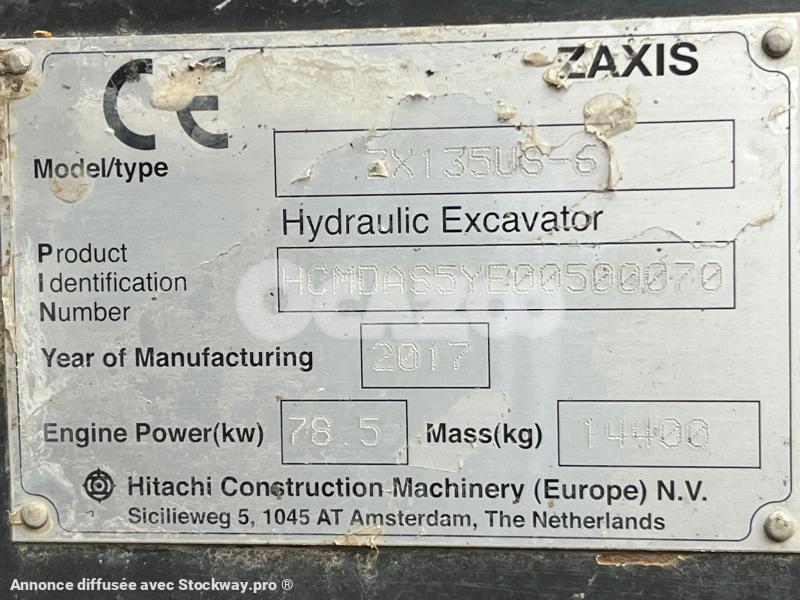 CE
ZAXIS
Model/type ZX135US-6
Hydraulic Excavator
Product
Identification HCMDAS5YE00500070
Number
Year of Manufacturing 2017
Engine Power(kw) 78.5 Mass(kg) 14400
Hitachi Construction Machinery (Europe) N.V.
Sicilieweg 5, 1045 AT Amsterdam, The Netherlands
OCAZOO
Annonce diffusée avec Stockway.pro ®